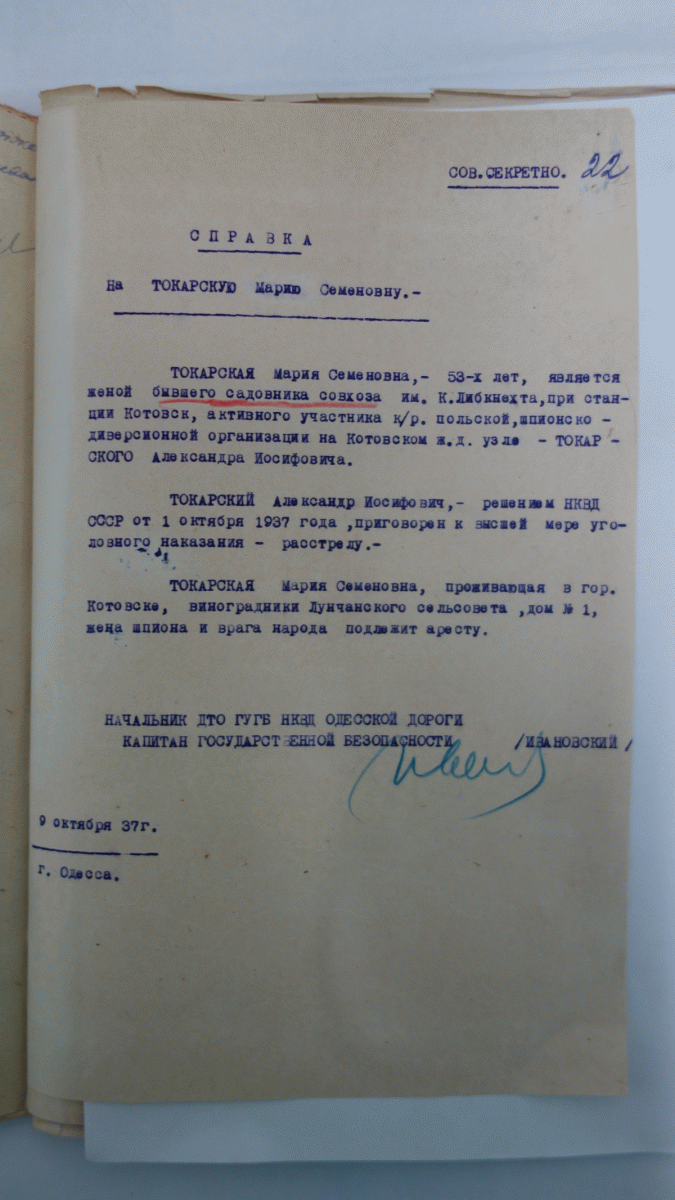 СОВ.СЕКРЕТНО. 22
С П Р А В К А
На ТОКАРСКУЮ Марию Семеновну.-
ТОКАРСКАЯ Мария Семеновна,- 53-х лет, является
женой бывшего садовника совхоза им. К.Либкнехта,при стан-
ции Котовск, активного участника к/р. польской,шпионско -
диверсионной организации на Котовском ж.д. узле - ТОКАР -
СКОГО Александра Иосифовича.
ТОКАРСКИЙ Александр Иосифович,- решением НКВД
СССР от 1 октября 1937 года ,приговорен к высшей мере уго-
ловного наказания - расстрелу.-
ТОКАРСКАЯ Мария Семеновна, проживающая в гор.
Котовске, виноградники Лунчанского сельсовета ,дом № 1,
жена шпиона и врага народа подлежит аресту.
НАЧАЛЬНИК ДТО ГУГБ НКВД ОДЕССКОЙ ДОРОГИ
КАПИТАН ГОСУДАРСТВЕННОЙ БЕЗОПАСНОСТИ /ИВАНОВСКИЙ/
9 октября 37г.
г. Одесса.